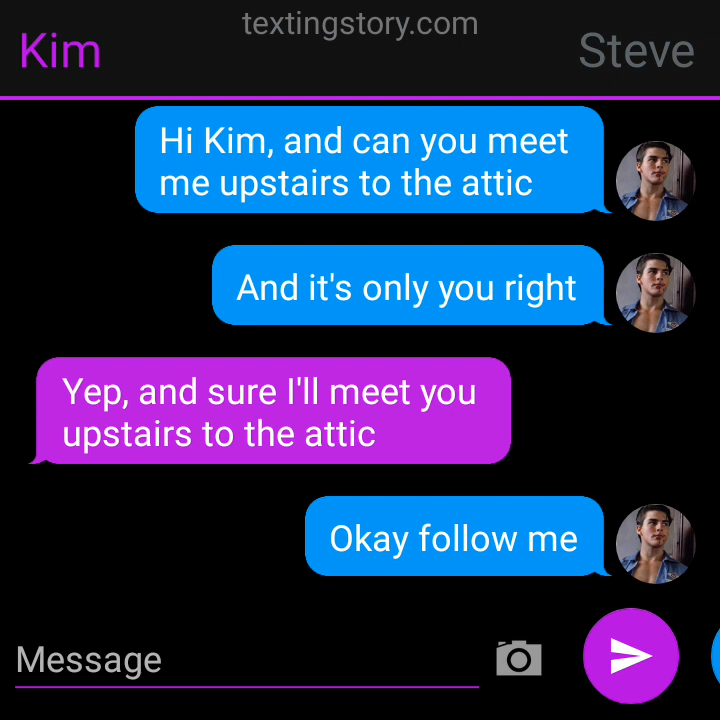 textingstory.com
Kim
Steve
Hi Kim, and can you meet
me upstairs to the attic
And it's only you right
Yep, and sure I'll meet you
upstairs to the attic
Okay follow me
Message